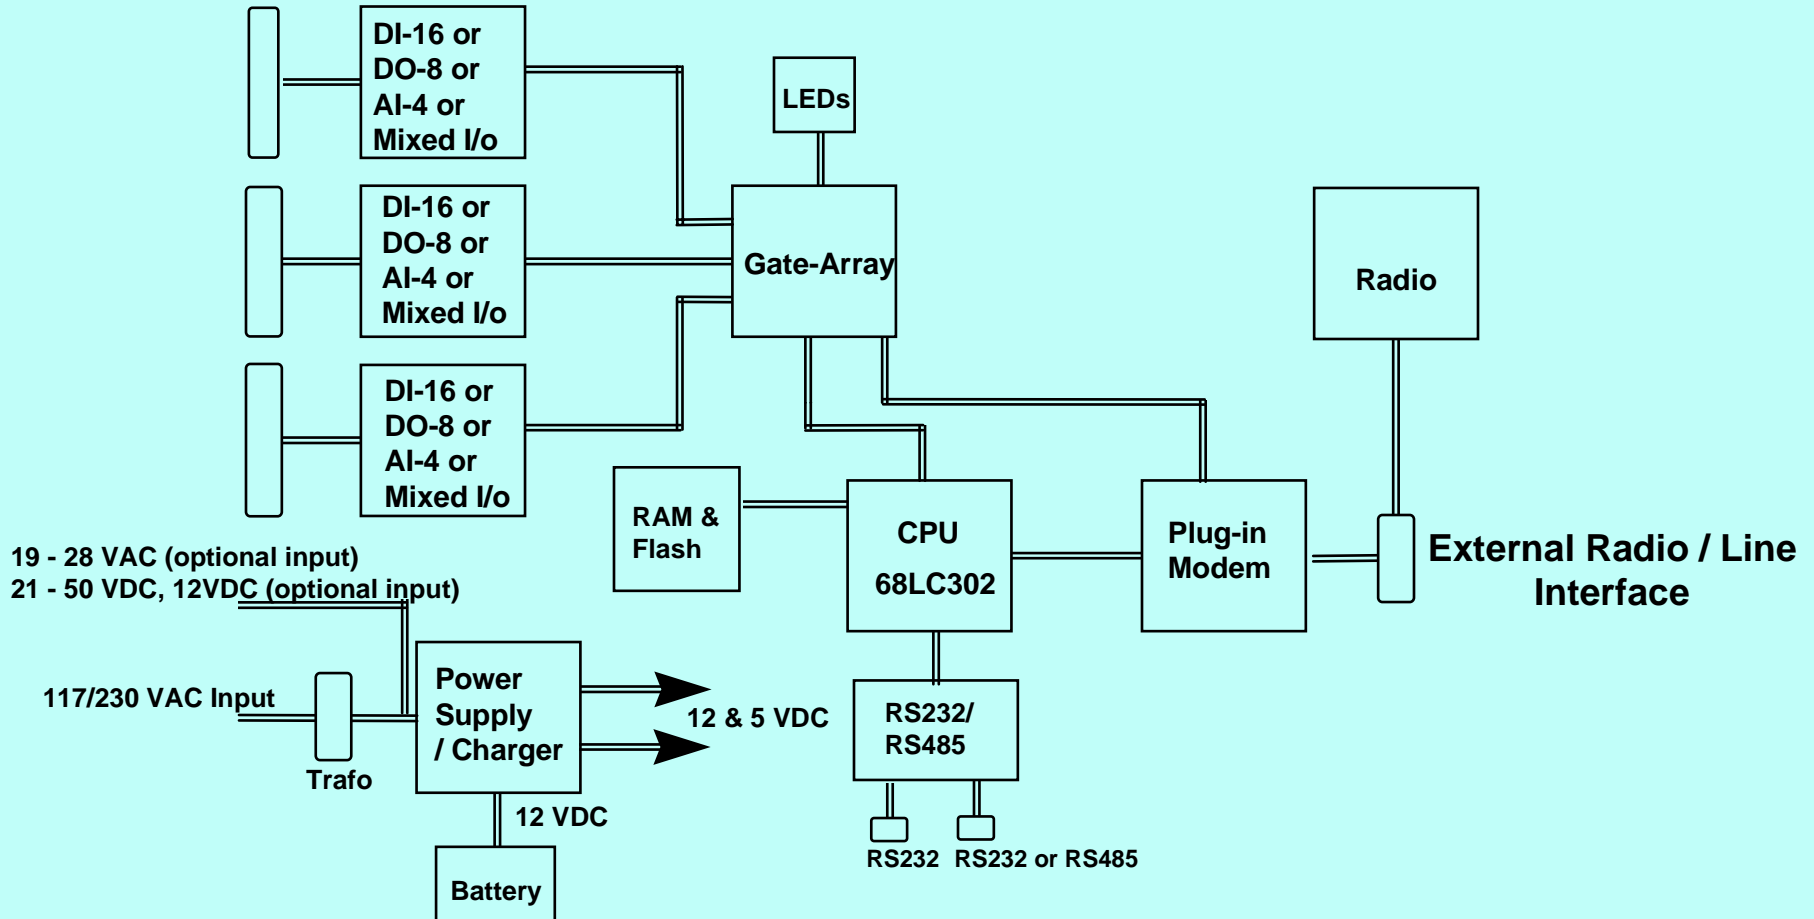 DI-16 or
DO-8 or
AI-4 or
Mixed I/o
LEDs
DI-16 or
DO-8 or
AI-4 or
Mixed I/o
Gate-Array
Radio
DI-16 or
DO-8 or
AI-4 or
Mixed I/o
RAM &
Flash
CPU
68LC302
Plug-in
Modem
External Radio / Line
Interface
19 - 28 VAC (optional input)
21 - 50 VDC, 12VDC (optional input)
117/230 VAC Input
Trafo
Power
Supply
/ Charger
12 & 5 VDC
RS232/
RS485
12 VDC
RS232
RS232 or RS485
Battery